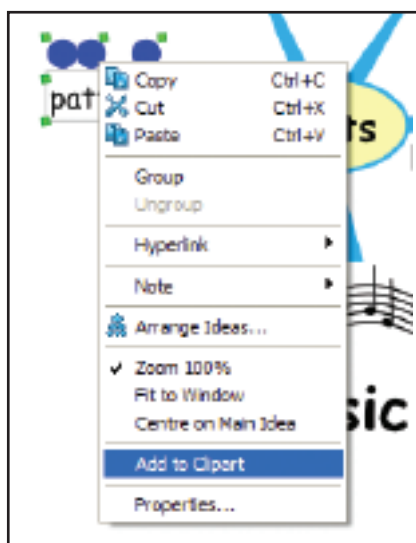 pat
Copy Ctrl+C
Cut Ctrl+X
Paste Ctrl+V
ts
Group
Ungroup
Hyperlink
Note
Arrange Ideas...
Zoom 100%
Fit to Window
Centre on Main Idea
sic
Add to Clipart
Properties...